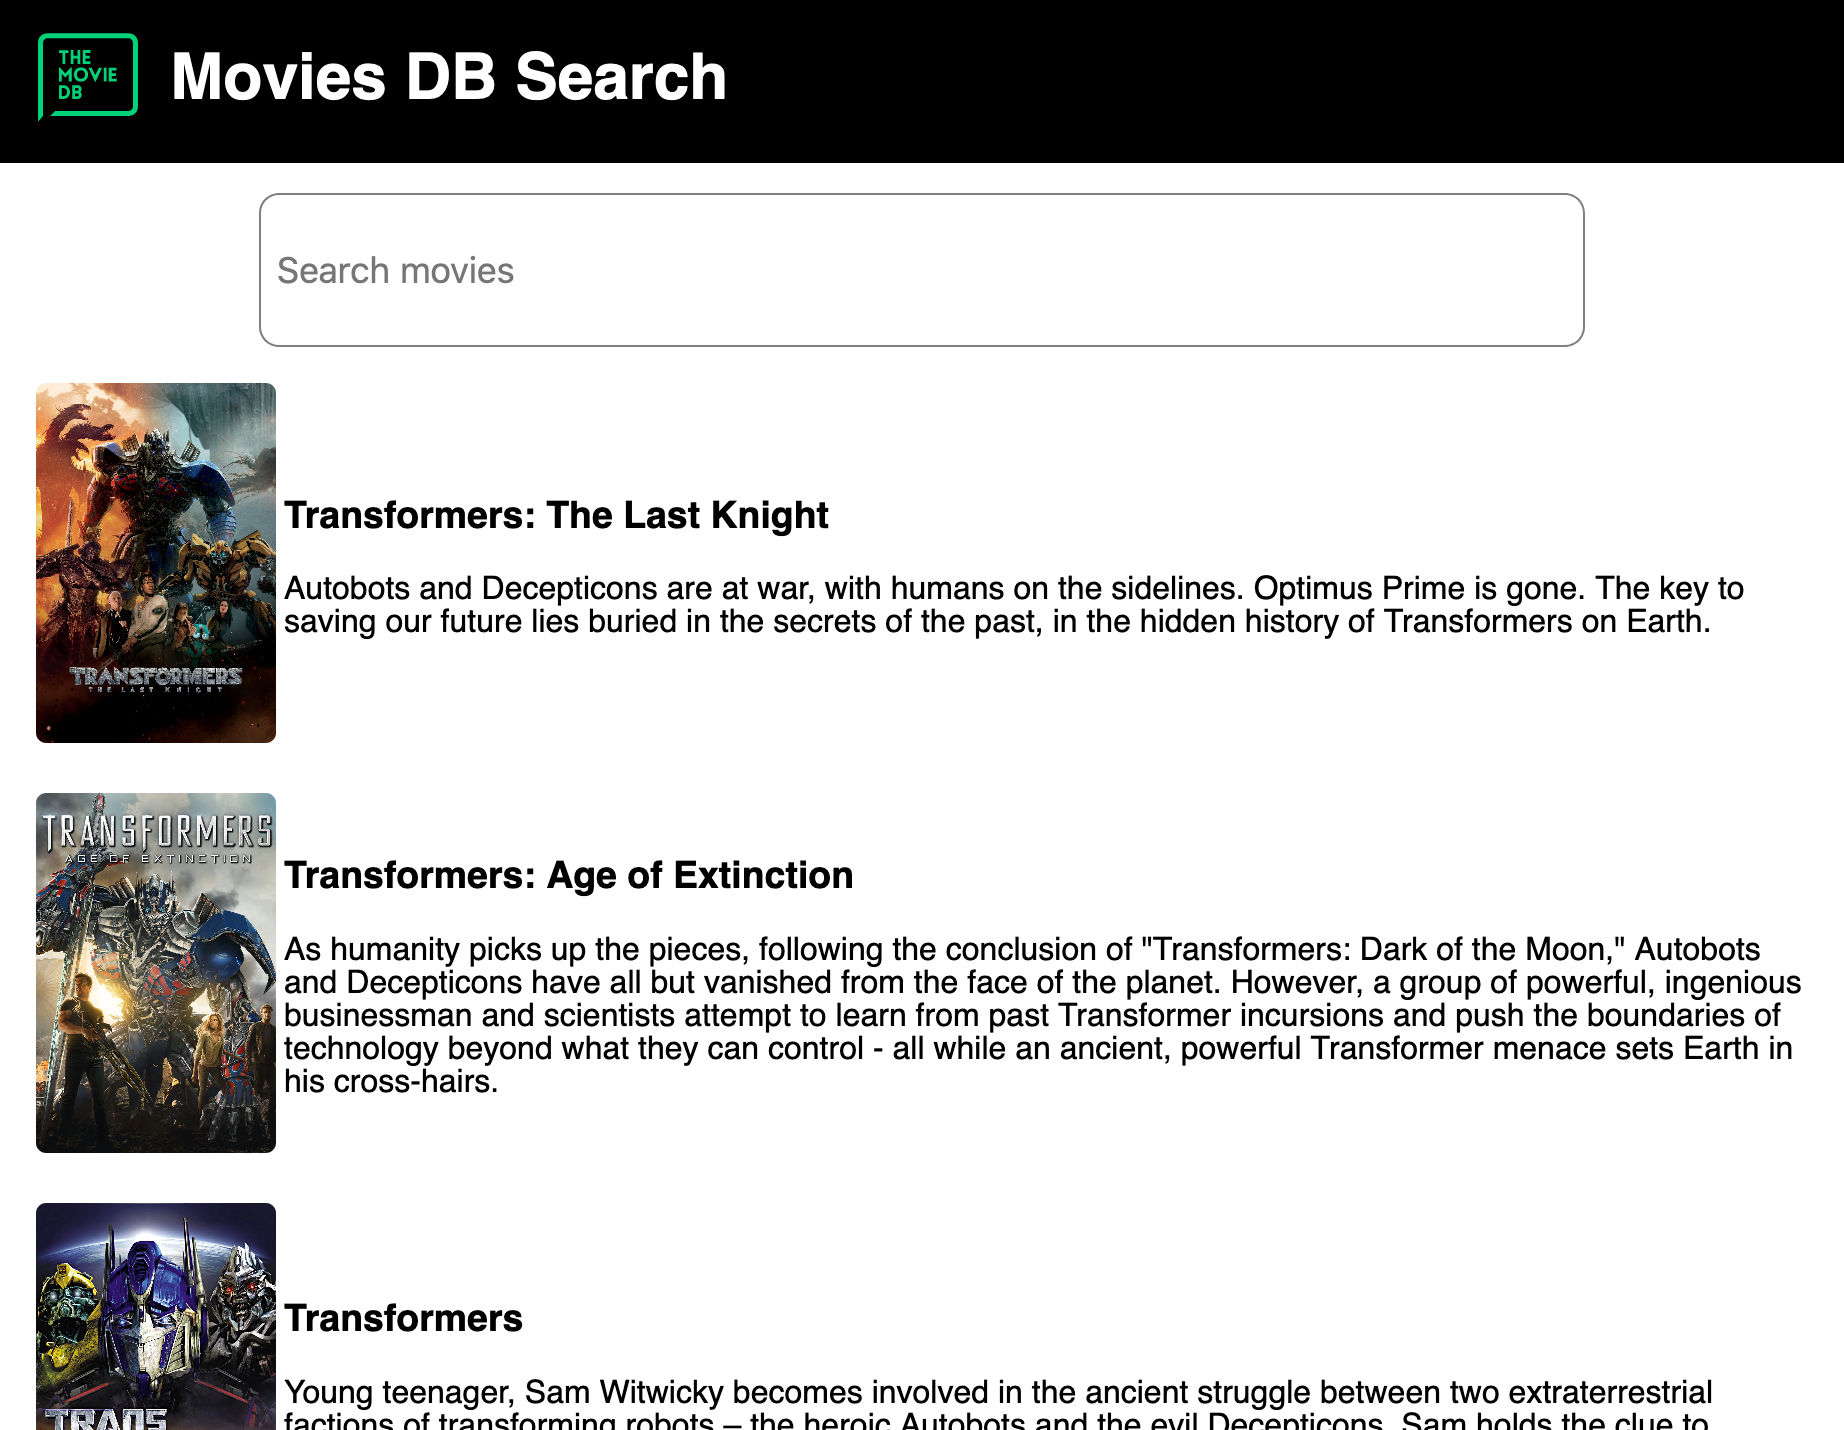 THE
MOVIE
DB
Movies DB Search
Search movies
TRANSFORMERS
THE LAST KNIGHT
Transformers: The Last Knight
Autobots and Decepticons are at war, with humans on the sidelines. Optimus Prime is gone. The key to
saving our future lies buried in the secrets of the past, in the hidden history of Transformers on Earth.
TRANSFORMERS
AGE OF EXTINCTION
Transformers: Age of Extinction
As humanity picks up the pieces, following the conclusion of "Transformers: Dark of the Moon," Autobots
and Decepticons have all but vanished from the face of the planet. However, a group of powerful, ingenious
businessman and scientists attempt to learn from past Transformer incursions and push the boundaries of
technology beyond what they can control - all while an ancient, powerful Transformer menace sets Earth in
his cross-hairs.
TRANS
Transformers
Young teenager, Sam Witwicky becomes involved in the ancient struggle between two extraterrestrial
factions of transforming robots – the heroic Autobots and the evil Decepticons. Sam holds the clue to